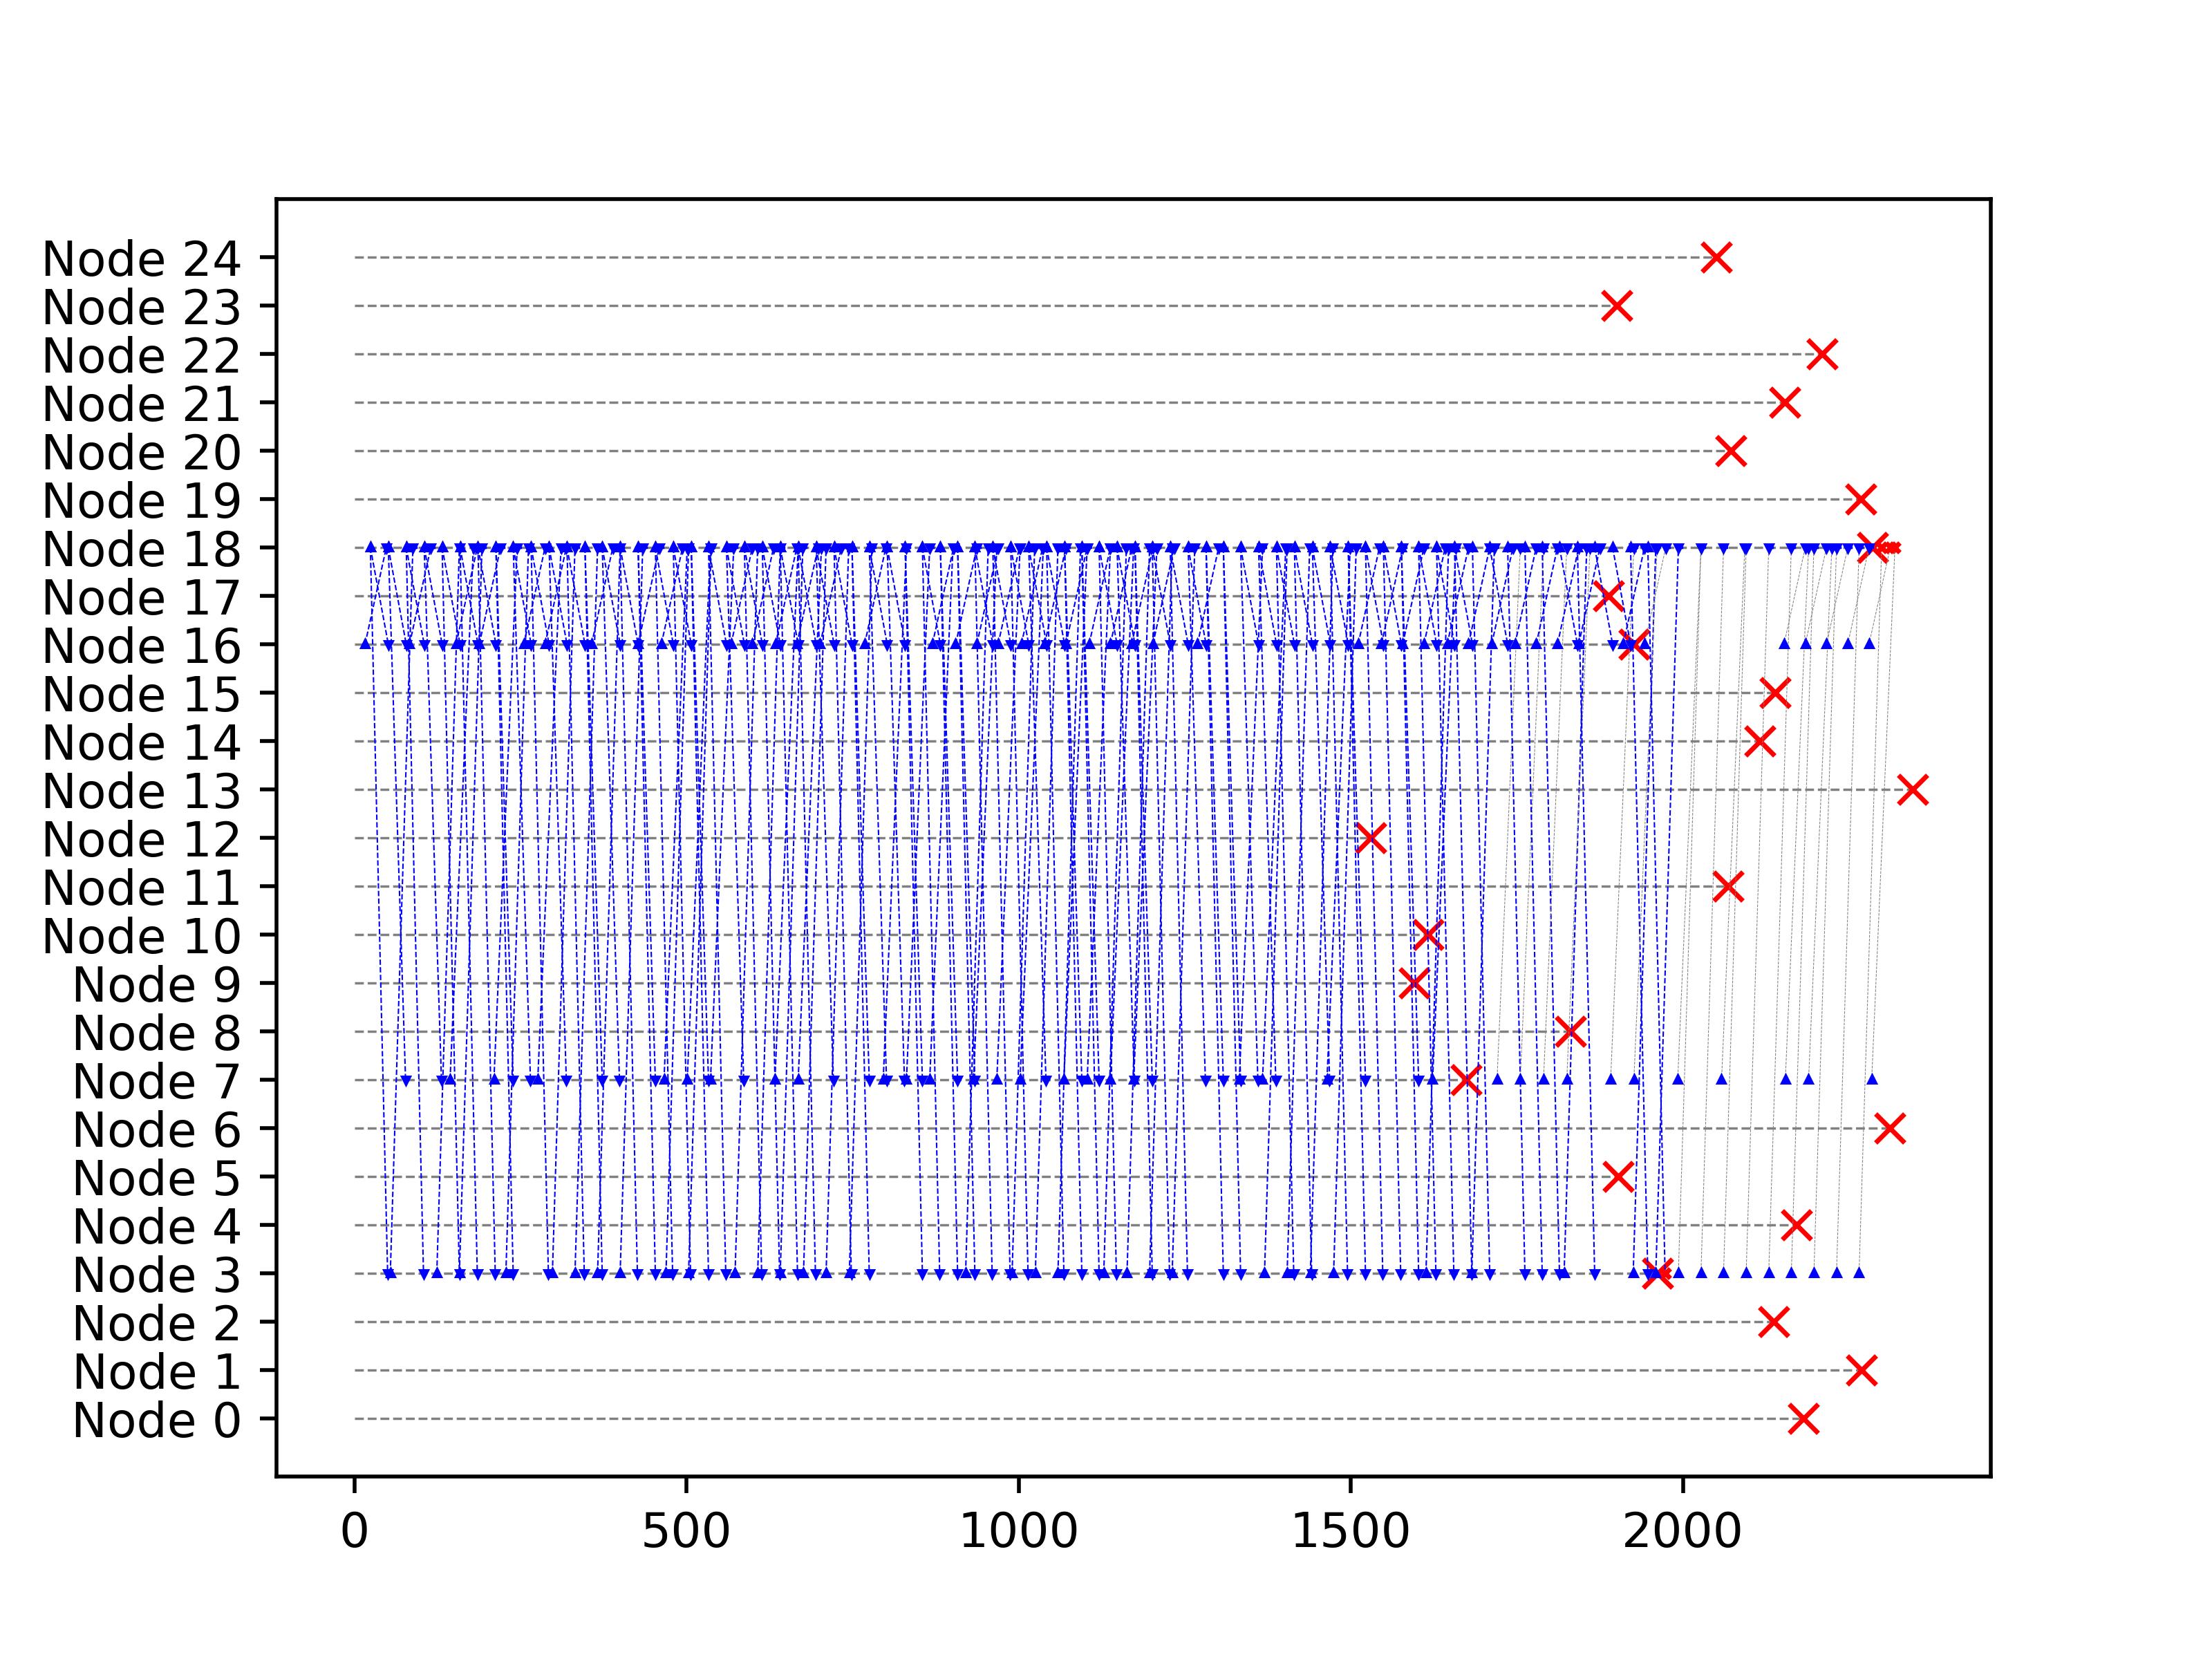 Node 24
Node 23
Node 22
Node 21
Node 20
Node 19
Node 18
Node 17
Node 16
Node 15
Node 14
Node 13
Node 12
Node 11
Node 10
Node 9
Node 8
Node 7
Node 6
Node 5
Node 4
Node 3
Node 2
Node 1
Node 0
0 500 1000 1500 2000